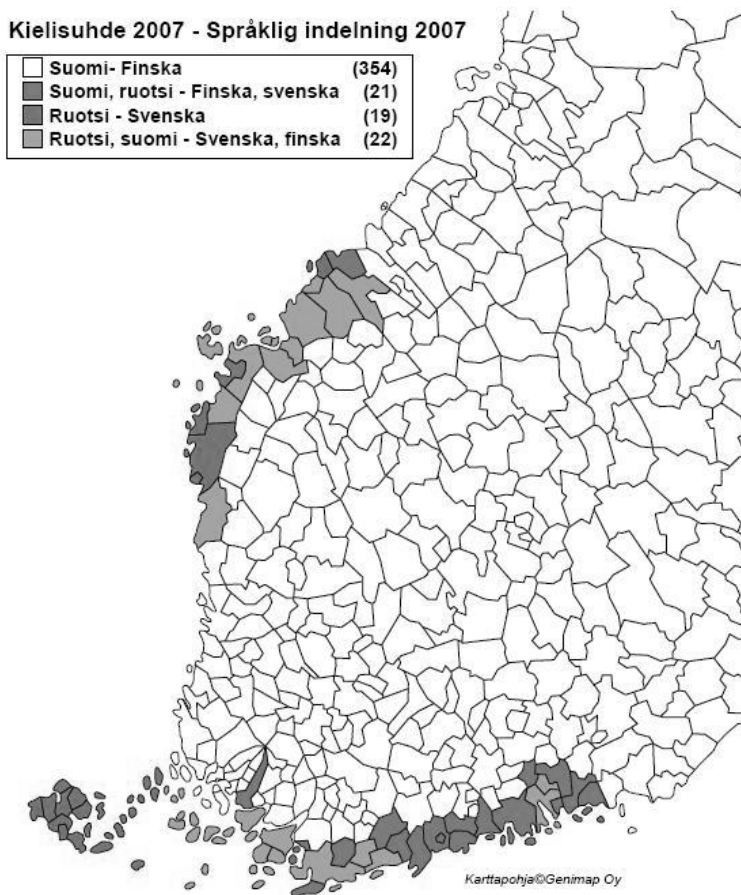 Kielisuhde 2007 - Språklig indelning 2007
Suomi- Finska (354)
Suomi, ruotsi - Finska, svenska (21)
Ruotsi - Svenska (19)
Ruotsi, suomi - Svenska, finska (22)
Karttapohja©Genimap Oy